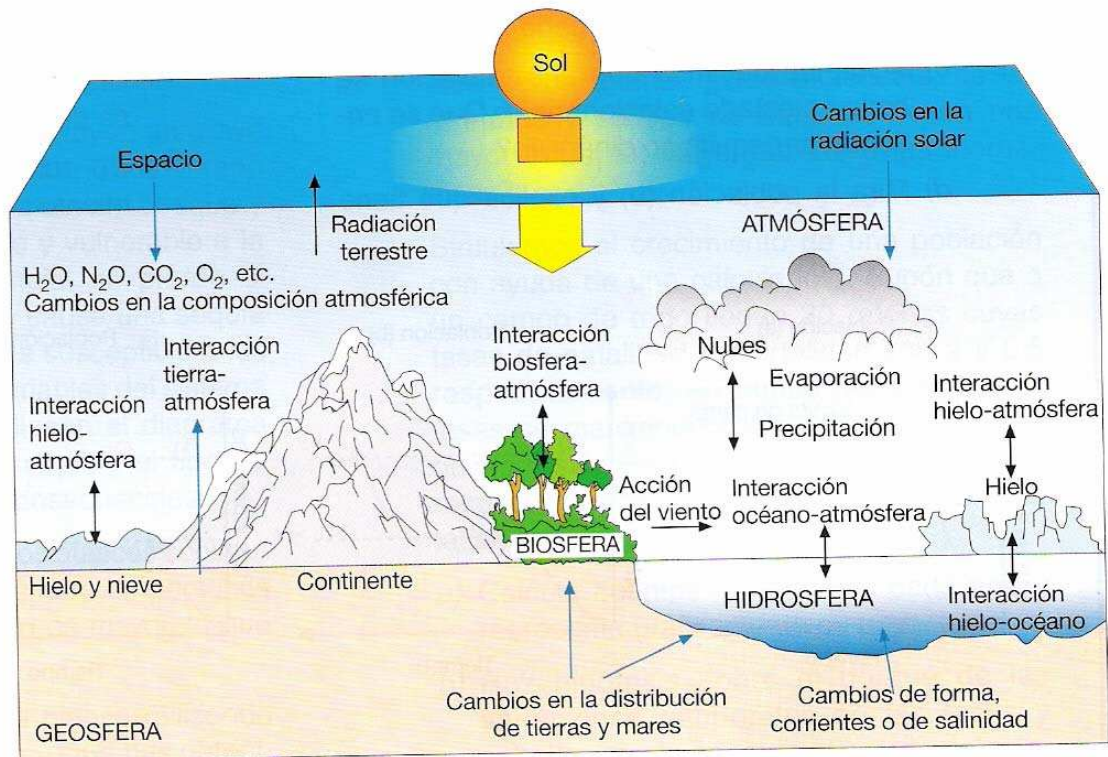 Sol
Cambios en la
radiación solar
Espacio
Radiación
terrestre
ATMÓSFERA
H₂O, N₂O, CO₂, O₂, etc.
Cambios en la composición atmosférica
Interacción
tierra-
atmósfera
Interacción
hielo-
atmósfera
Interacción
biosfera-
atmósfera
Nubes
Evaporación
Precipitación
Interacción
hielo-atmósfera
Hielo
Acción
del viento
Interacción
océano-atmósfera
BIOSFERA
Hielo y nieve
Continente
HIDROSFERA
Interacción
hielo-océano
Cambios en la distribución
de tierras y mares
Cambios de forma,
corrientes o de salinidad
GEOSFERA